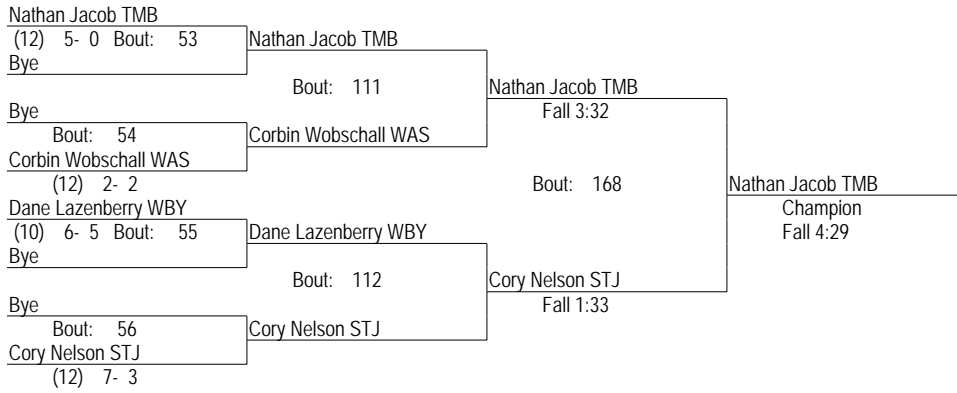 Nathan Jacob TMB
(12) 5- 0 Bout: 53
Nathan Jacob TMB
Bye
Bout: 111
Nathan Jacob TMB
Bye
Fall 3:32
Bout: 54
Corbin Wobschall WAS
Corbin Wobschall WAS
(12) 2- 2
Bout: 168
Nathan Jacob TMB
Dane Lazenberry WBY
Champion
(10) 6- 5 Bout: 55
Dane Lazenberry WBY
Fall 4:29
Bye
Bout: 112
Cory Nelson STJ
Bye
Fall 1:33
Bout: 56
Cory Nelson STJ
Cory Nelson STJ
(12) 7- 3